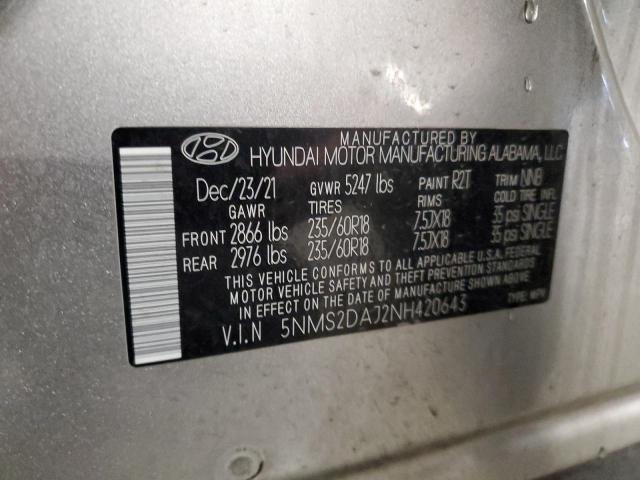 MANUFACTURED BY
HYUNDAI MOTOR MANUFACTURING ALABAMA, LLC
Dec/23/21 GVWR 5247 lbs PAINT R2T TRIM NNB
GAWR TIRES RIMS COLD TIRE INFL
FRONT 2866 lbs 235/60R18 7.5JX18 35 psi SINGLE
REAR 2976 lbs 235/60R18 7.5JX18 35 psi SINGLE
THIS VEHICLE CONFORMS TO ALL APPLICABLE U.S.A. FEDERAL
MOTOR VEHICLE SAFETY AND THEFT PREVENTION STANDARDS
IN EFFECT ON THE DATE OF MANUFACTURE SHOWN ABOVE.
V.I.N 5NMS2DAJ2NH420643 TYPE: MPV